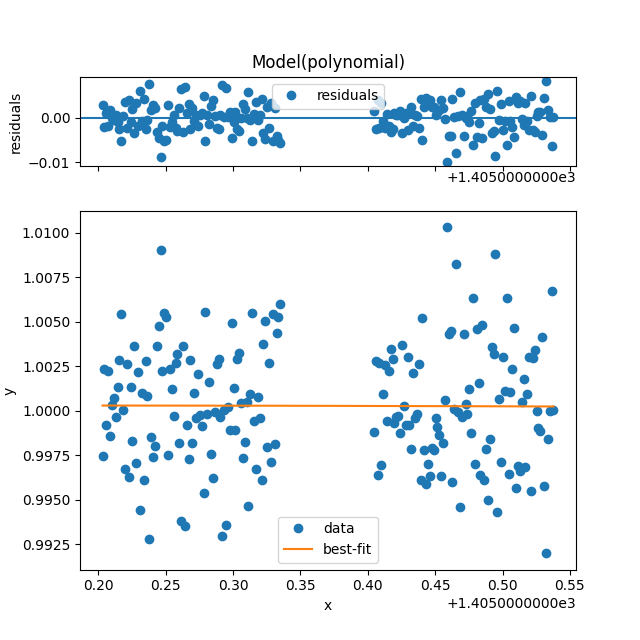 Model(polynomial)
residuals
0.00
−0.01
residuals
+1.4050000000e3
1.0100
1.0075
1.0050
1.0025
1.0000
0.9975
0.9950
0.9925
y
data
best-fit
0.20 0.25 0.30 0.35 0.40 0.45 0.50 0.55
x
+1.4050000000e3